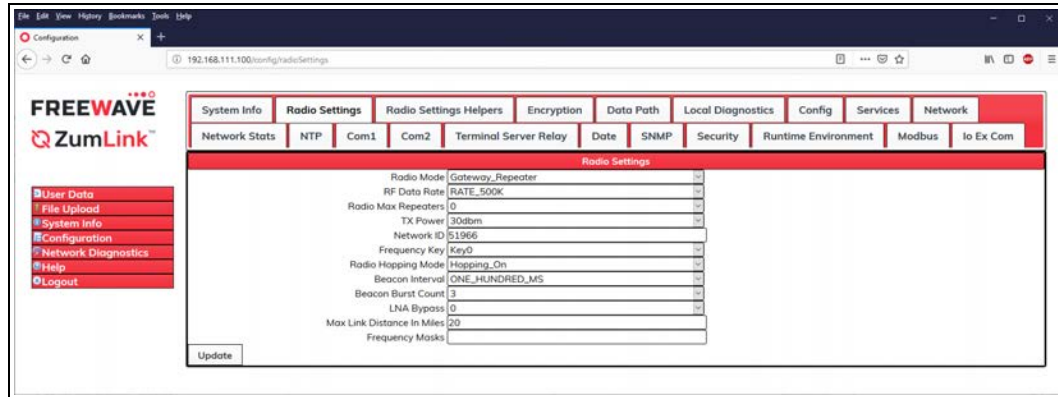 File Edit View History Bookmarks Tools Help
Configuration
192.168.111.100/config/radioSettings
FREEWAVE
ZumLink™
System Info Radio Settings Radio Settings Helpers Encryption Data Path Local Diagnostics Config Services Network
Network Stats NTP Com1 Com2 Terminal Server Relay Date SNMP Security Runtime Environment Modbus Io Ex Com
Radio Settings
User Data
File Upload
System Info
Configuration
Network Diagnostics
Help
Logout
Radio Mode Gateway_Repeater
RF Data Rate RATE_500K
Radio Max Repeaters 0
TX Power 30dbm
Network ID 51966
Frequency Key Key0
Radio Hopping Mode Hopping_On
Beacon Interval ONE_HUNDRED_MS
Beacon Burst Count 3
LNA Bypass 0
Max Link Distance In Miles 20
Frequency Masks
Update